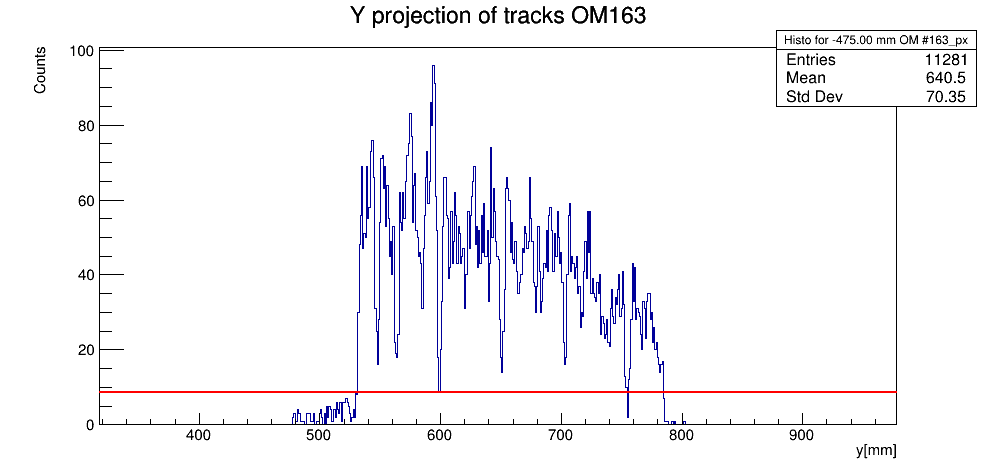 Y projection of tracks OM163
Histo for -475.00 mm OM #163_px
Entries 11281
Mean 640.5
Std Dev 70.35
Counts
100
80
60
40
20
0
400 500 600 700 800 900
y[mm]